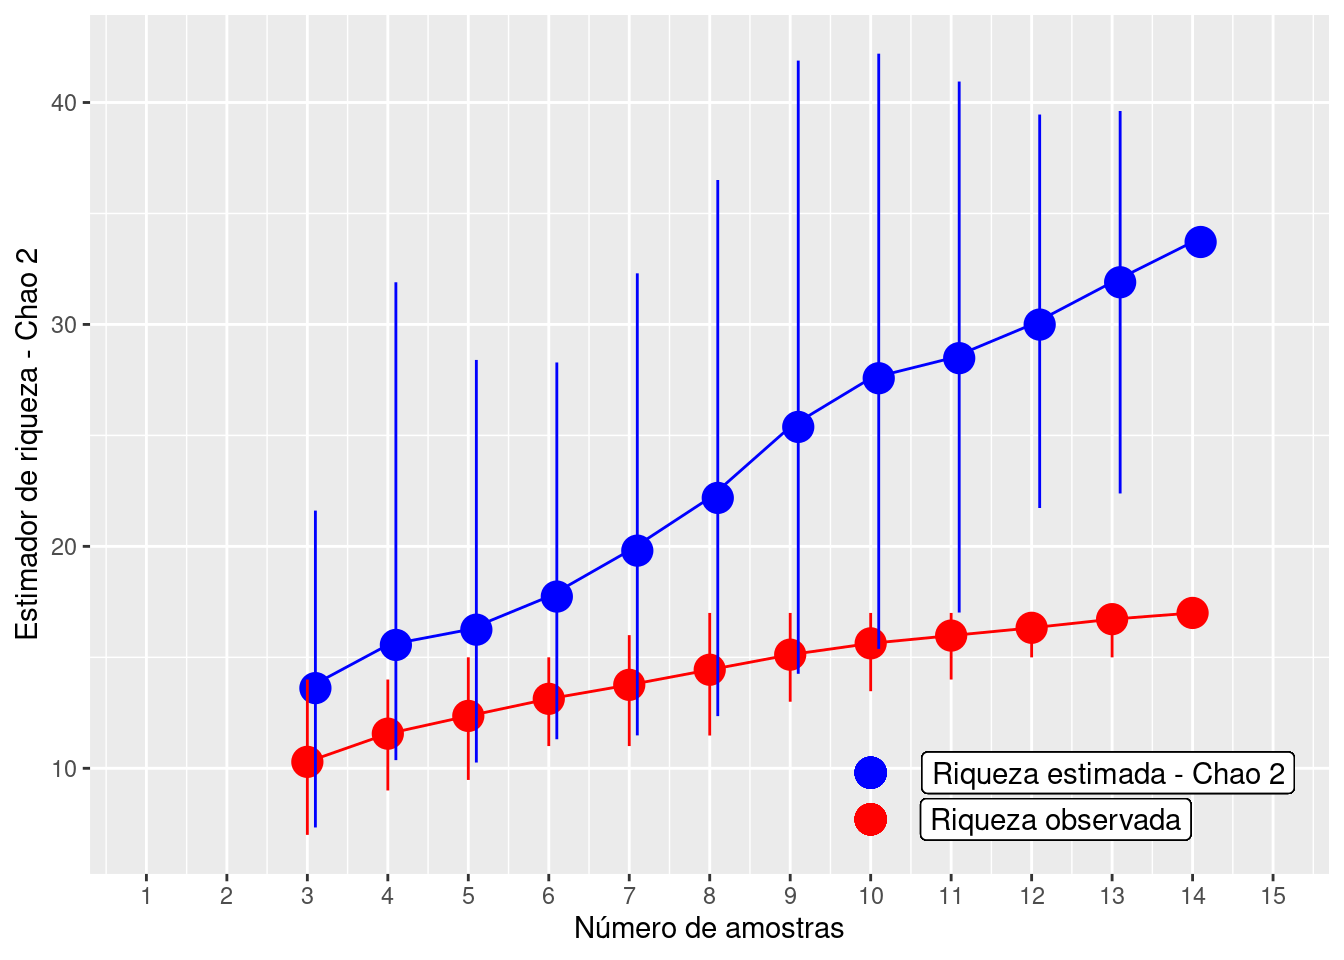 Estimador de riqueza - Chao 2
40
30
20
10
Riqueza estimada - Chao 2
Riqueza observada
1 2 3 4 5 6 7 8 9 10 11 12 13 14 15
Número de amostras